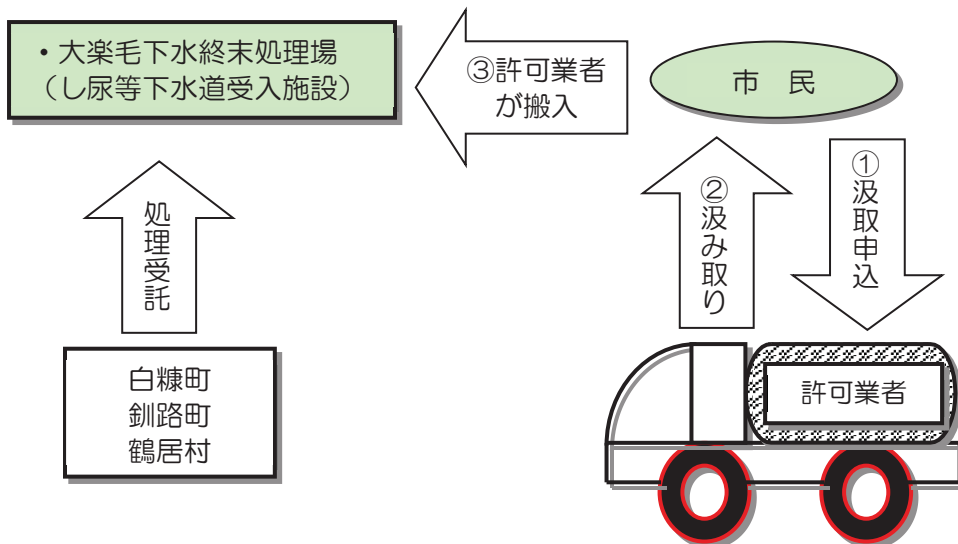 ・大楽毛下水終末処理場
(し尿等下水道受入施設)
③許可業者
が搬入
市 民
処理受託
②汲み取り
①汲取申込
白糠町
釧路町
鶴居村
許可業者